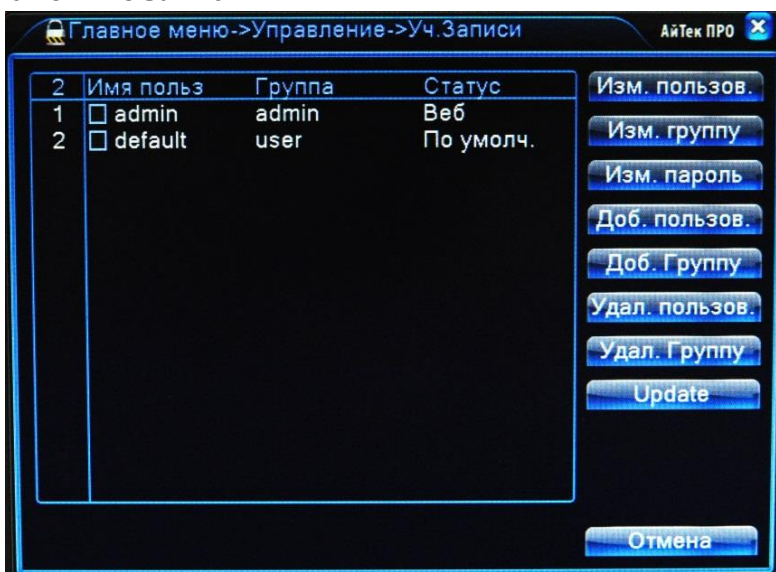 Главное меню->Управление->Уч.Записи АйТек ПРО
2 Имя польз Группа Статус
1 admin admin Веб
2 default user По умолч.
Изм. пользов.
Изм. группу
Изм. пароль
Доб. пользов.
Доб. Группу
Удал. пользов.
Удал. Группу
Update
Отмена